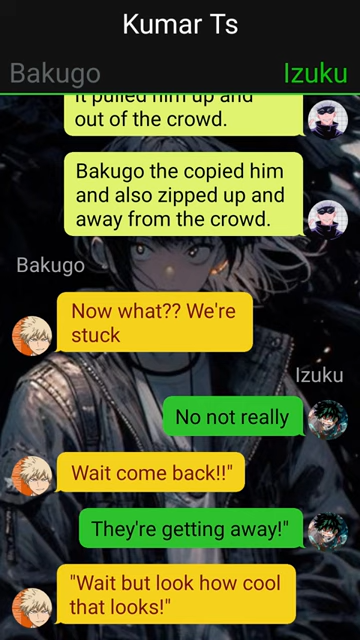 Kumar Ts
Bakugo
Izuku
It pulled him up and
out of the crowd.
Bakugo the copied him
and also zipped up and
away from the crowd.
Bakugo
Now what?? We're
stuck
Izuku
No not really
Wait come back!!"
They're getting away!"
"Wait but look how cool
that looks!"